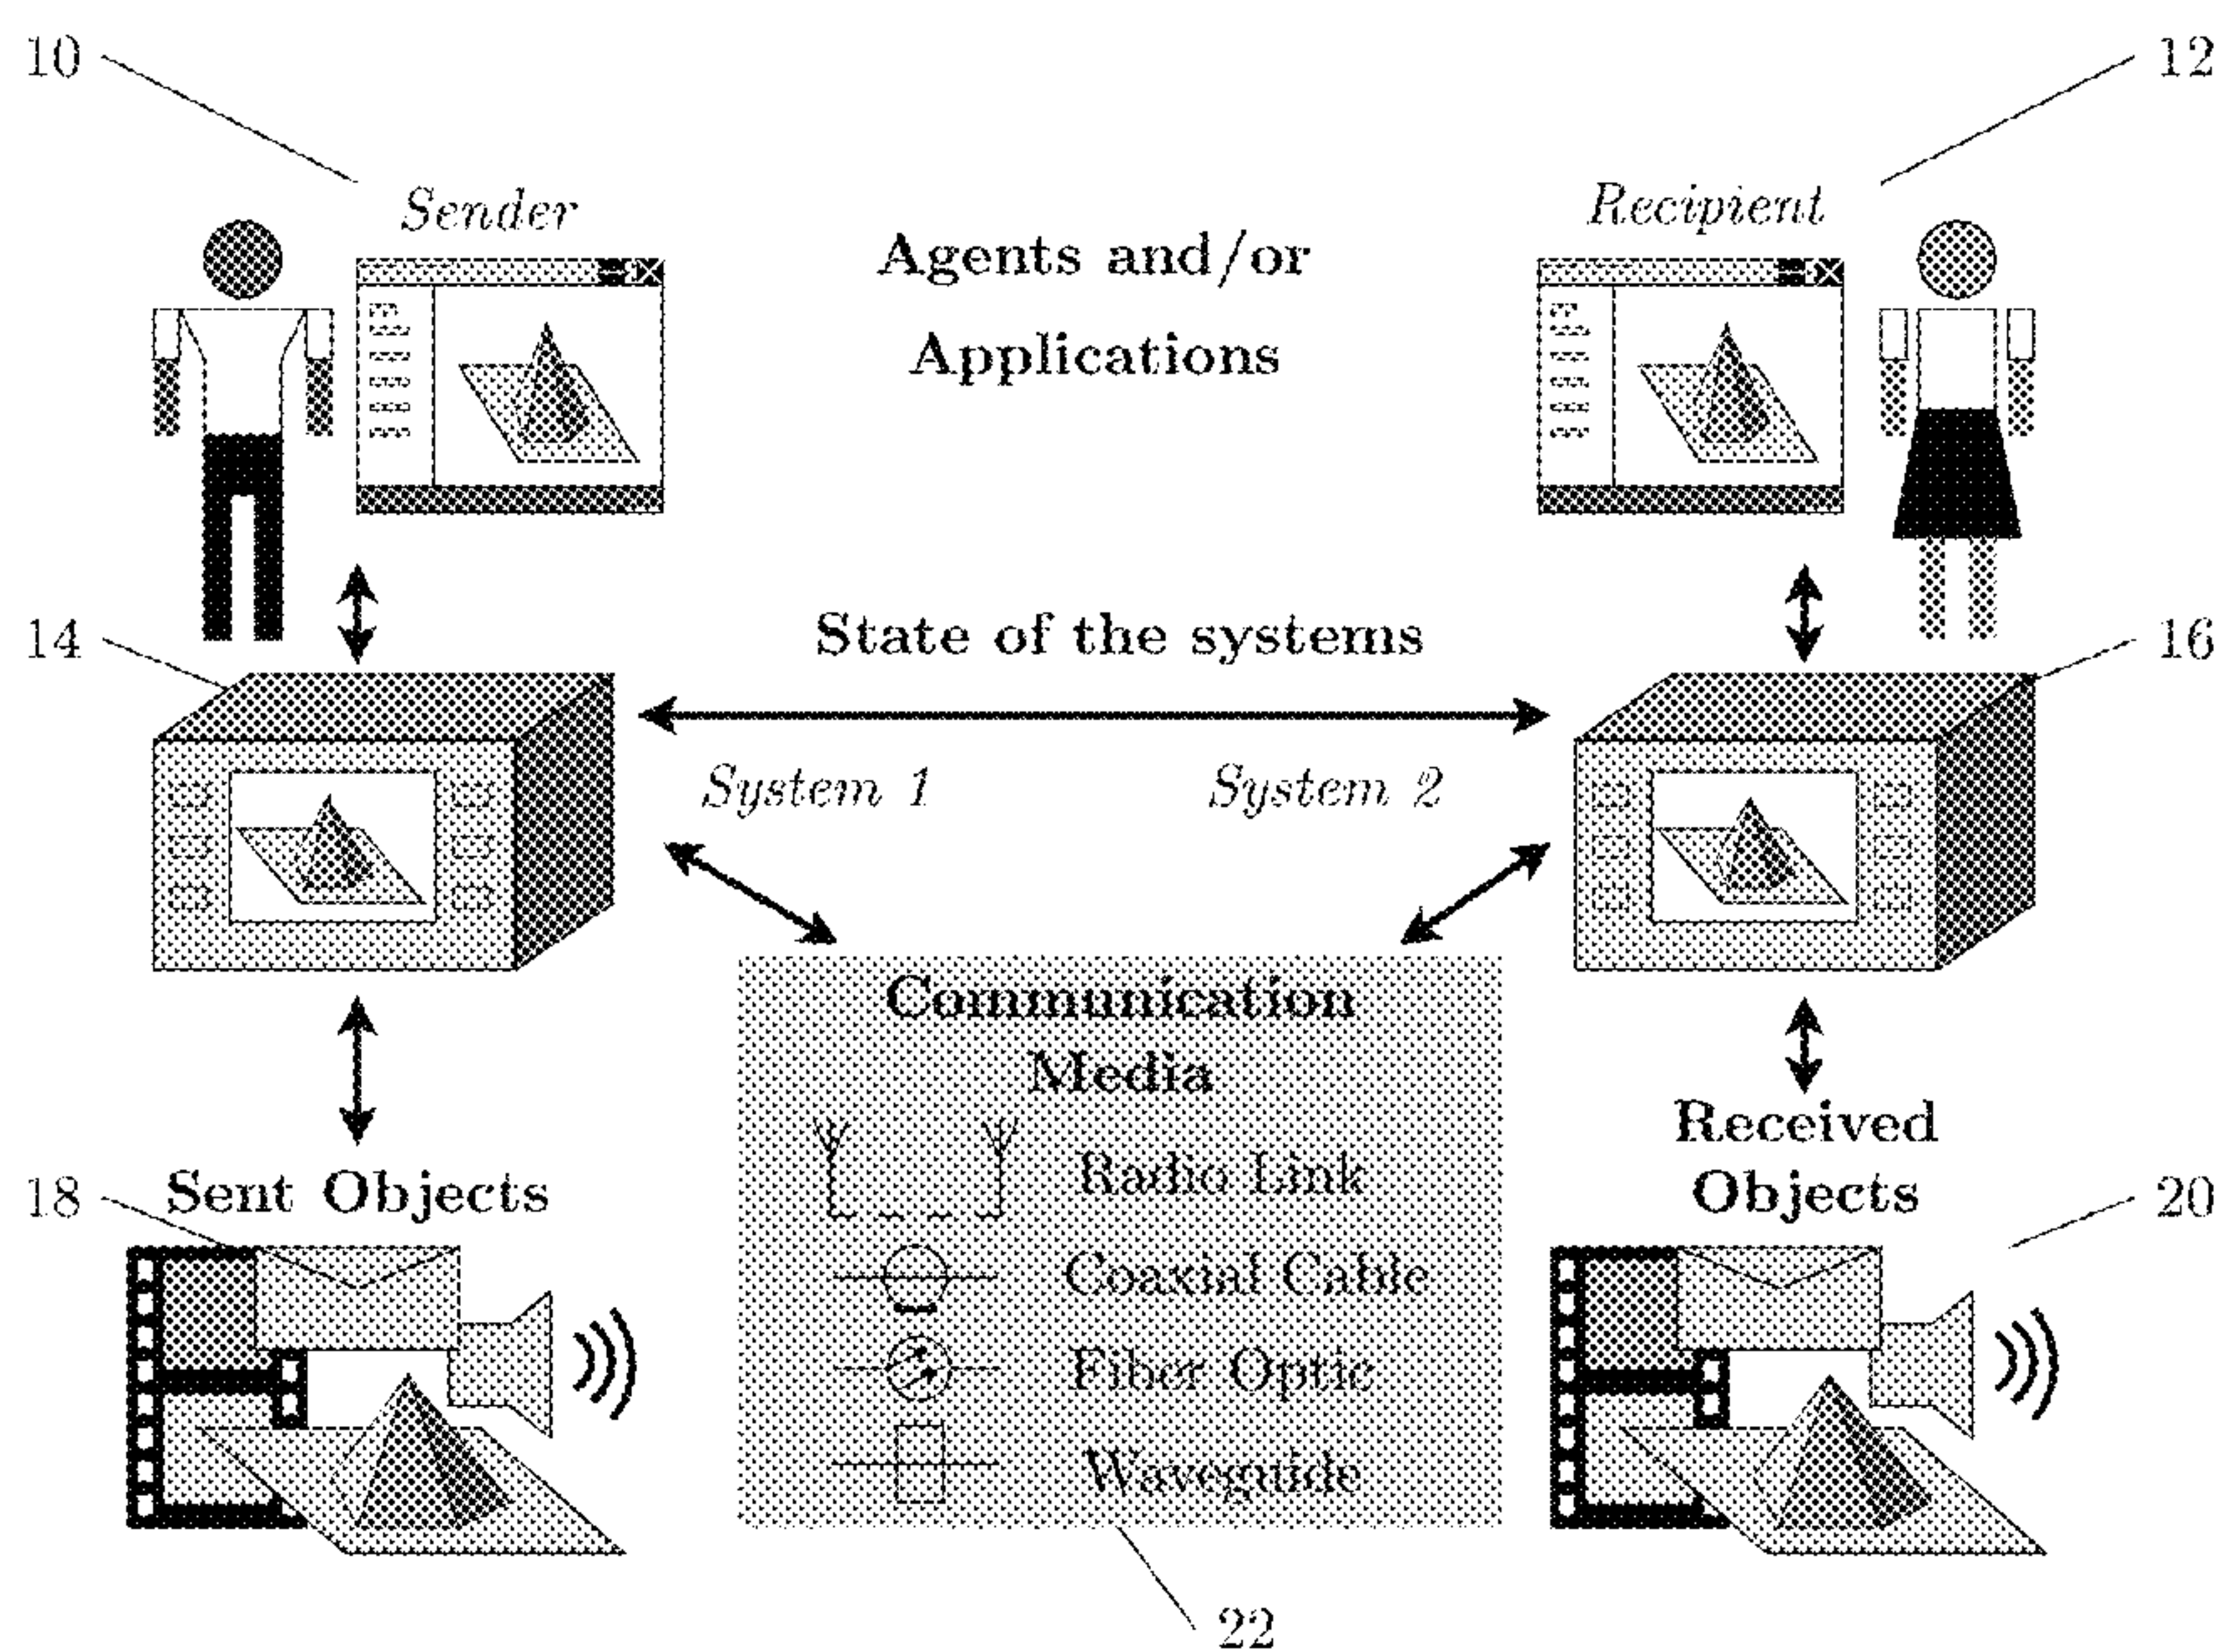 10
12
Sender
Recipient
Agents and/or
Applications
14
State of the systems
16
System 1
System 2
Communication
Media
Radio Link
Coaxial Cable
Fiber Optic
Waveguide
18
Sent Objects
Received
Objects
20
22